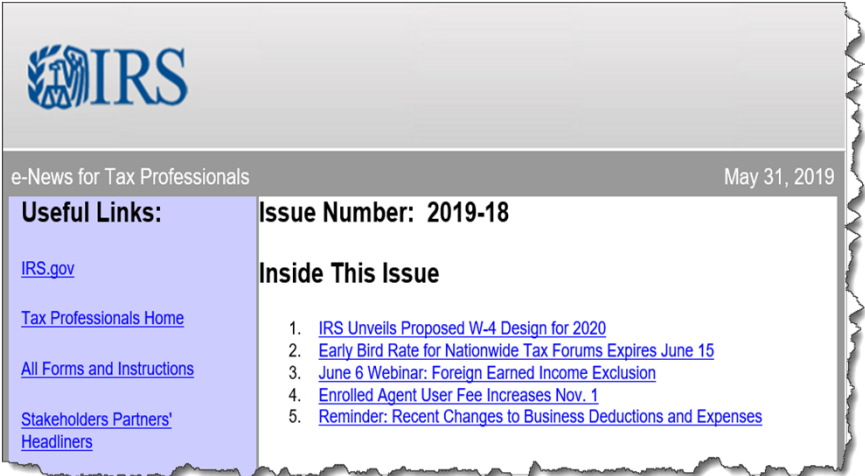 IRS
e-News for Tax Professionals
May 31, 2019
Useful Links:
IRS.gov
Tax Professionals Home
All Forms and Instructions
Stakeholders Partners'
Headliners
Issue Number:  2019-18
Inside This Issue
1. IRS Unveils Proposed W-4 Design for 2020
2. Early Bird Rate for Nationwide Tax Forums Expires June 15
3. June 6 Webinar: Foreign Earned Income Exclusion
4. Enrolled Agent User Fee Increases Nov. 1
5. Reminder: Recent Changes to Business Deductions and Expenses